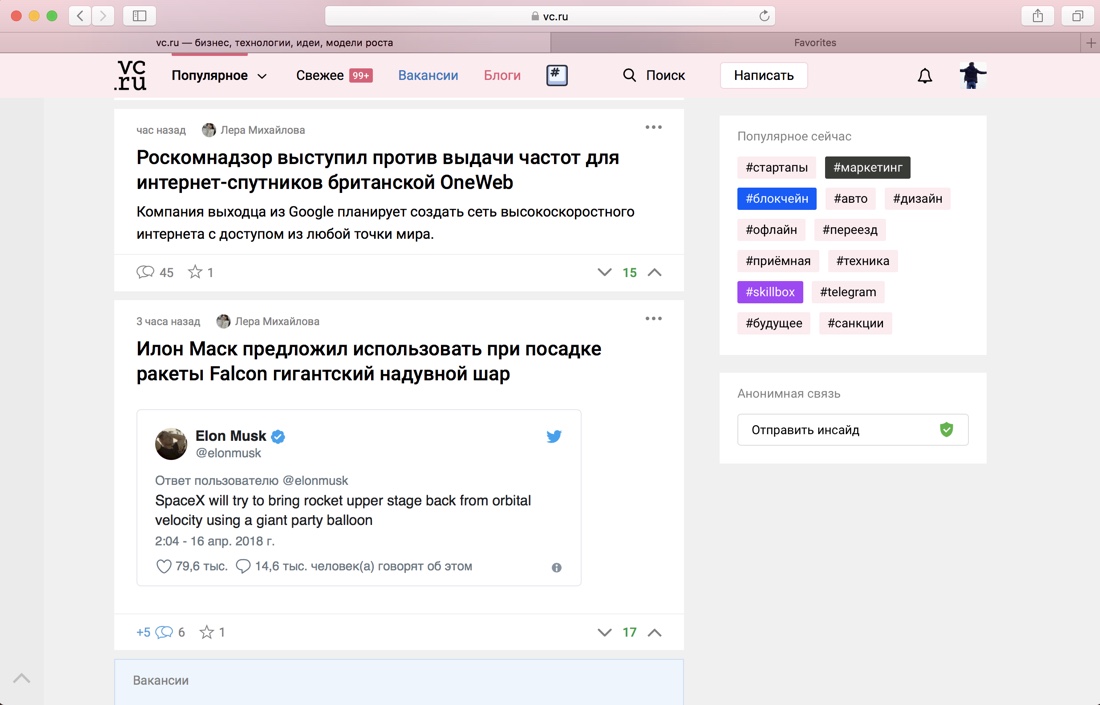 vc.ru
vc.ru — бизнес, технологии, идеи, модели роста
Favorites
vc
.ru
Популярное
Свежее 99+
Вакансии
Блоги
#
Поиск
Написать
час назад Лера Михайлова
Роскомнадзор выступил против выдачи частот для
интернет-спутников британской OneWeb
Компания выходца из Google планирует создать сеть высокоскоростного
интернета с доступом из любой точки мира.
45 1
15
3 часа назад Лера Михайлова
Илон Маск предложил использовать при посадке
ракеты Falcon гигантский надувной шар
Elon Musk
@elonmusk
Ответ пользователю @elonmusk
SpaceX will try to bring rocket upper stage back from orbital
velocity using a giant party balloon
2:04 - 16 апр. 2018 г.
79,6 тыс. 14,6 тыс. человек(а) говорят об этом
+5 6 1
17
Вакансии
Популярное сейчас
#стартапы #маркетинг
#блокчейн #авто #дизайн
#офлайн #переезд
#приёмная #техника
#skillbox #telegram
#будущее #санкции
Анонимная связь
Отправить инсайд